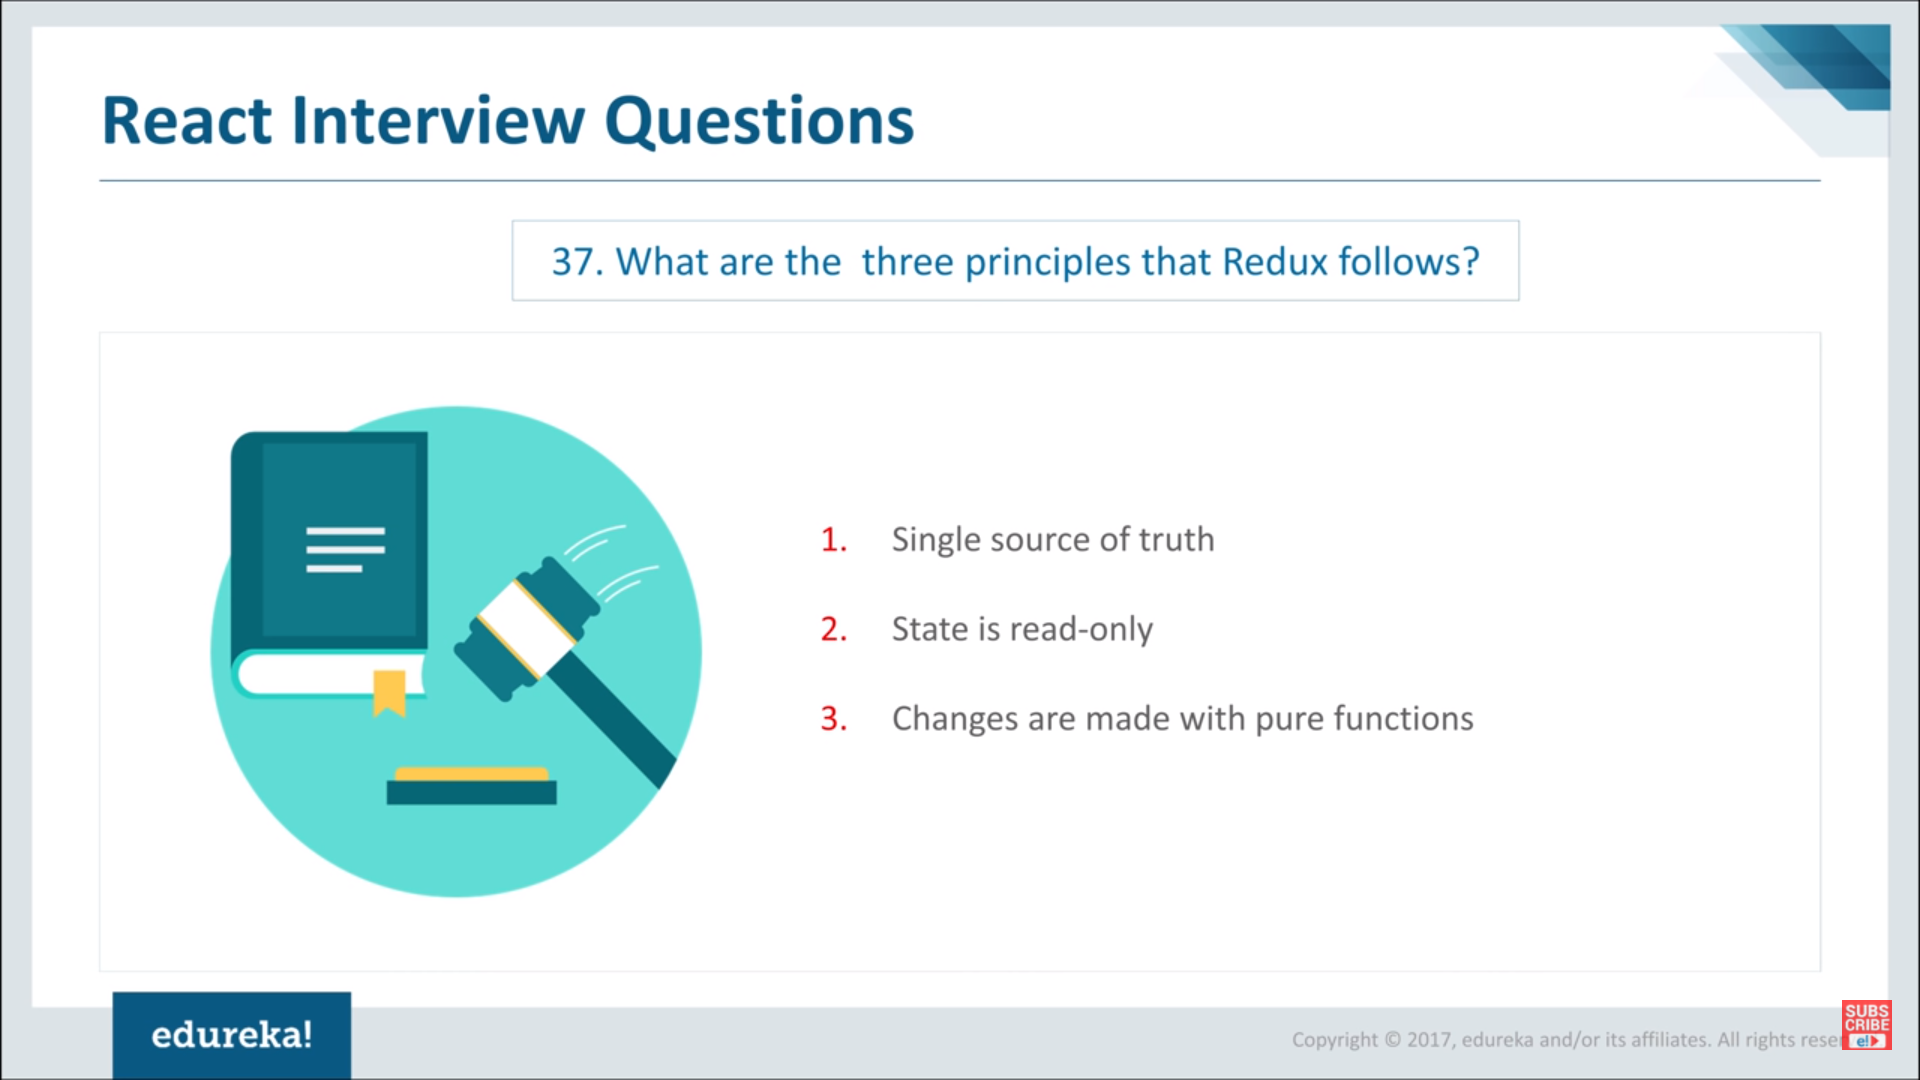 React Interview Questions
37. What are the  three principles that Redux follows?
1. Single source of truth
2. State is read-only
3. Changes are made with pure functions
edureka!
Copyright © 2017, edureka and/or its affiliates. All rights
SUBS
CRIBE
e!